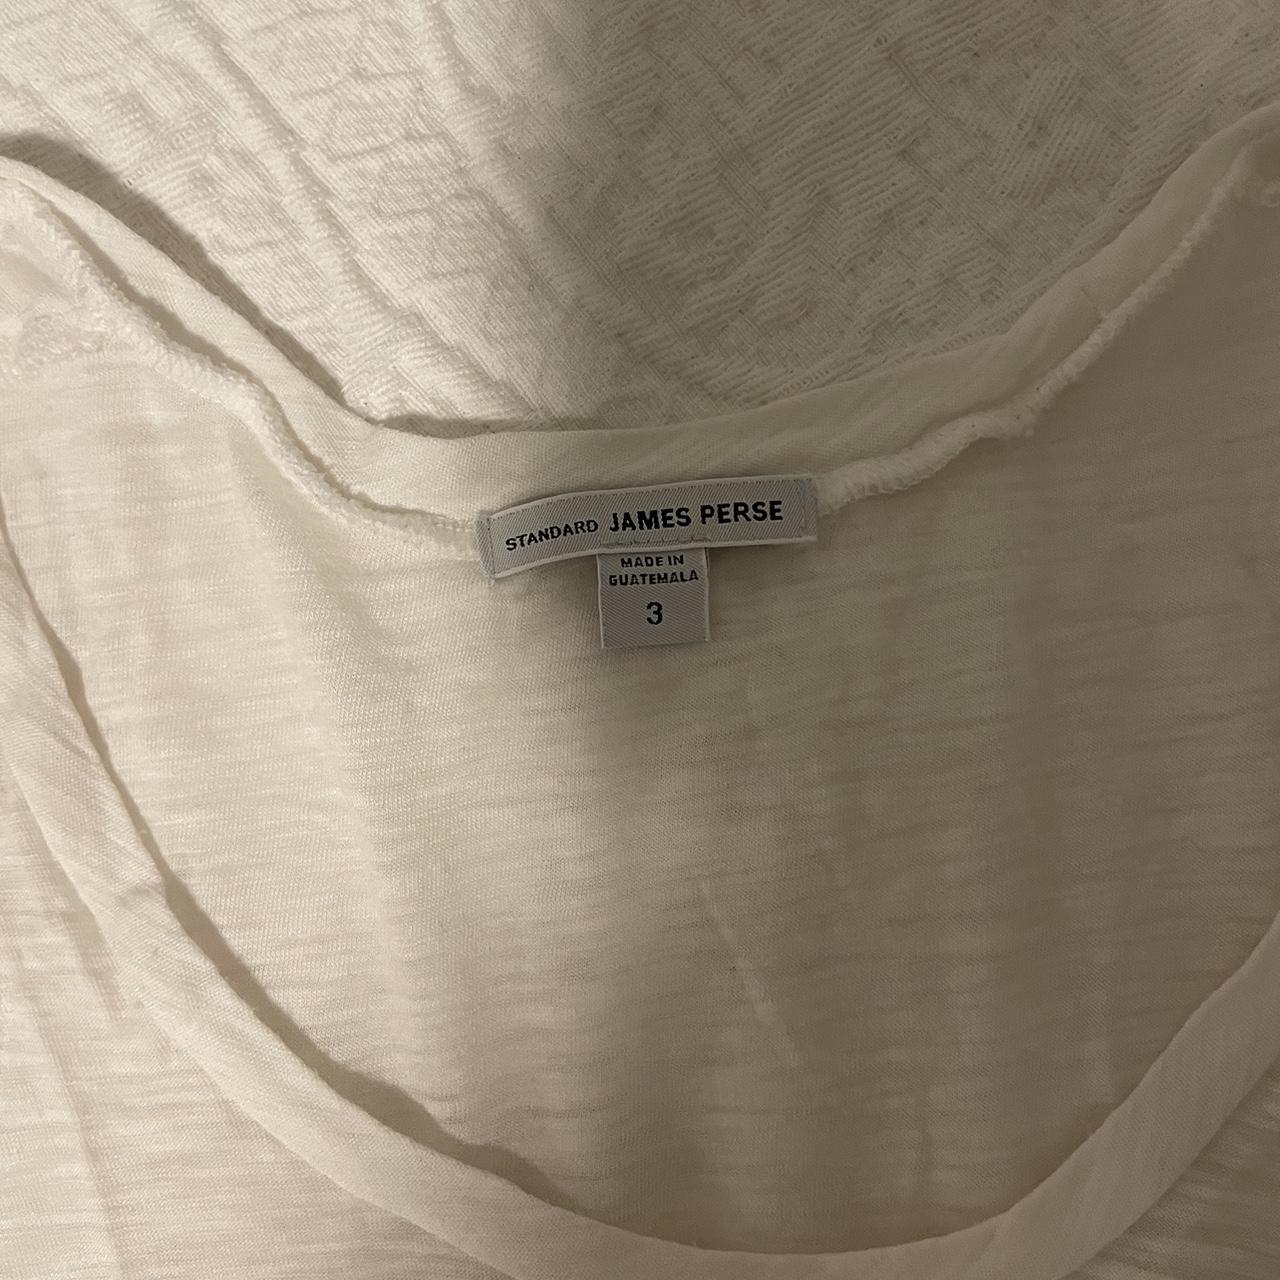 STANDARD JAMES PERSE
MADE IN
GUATEMALA
3